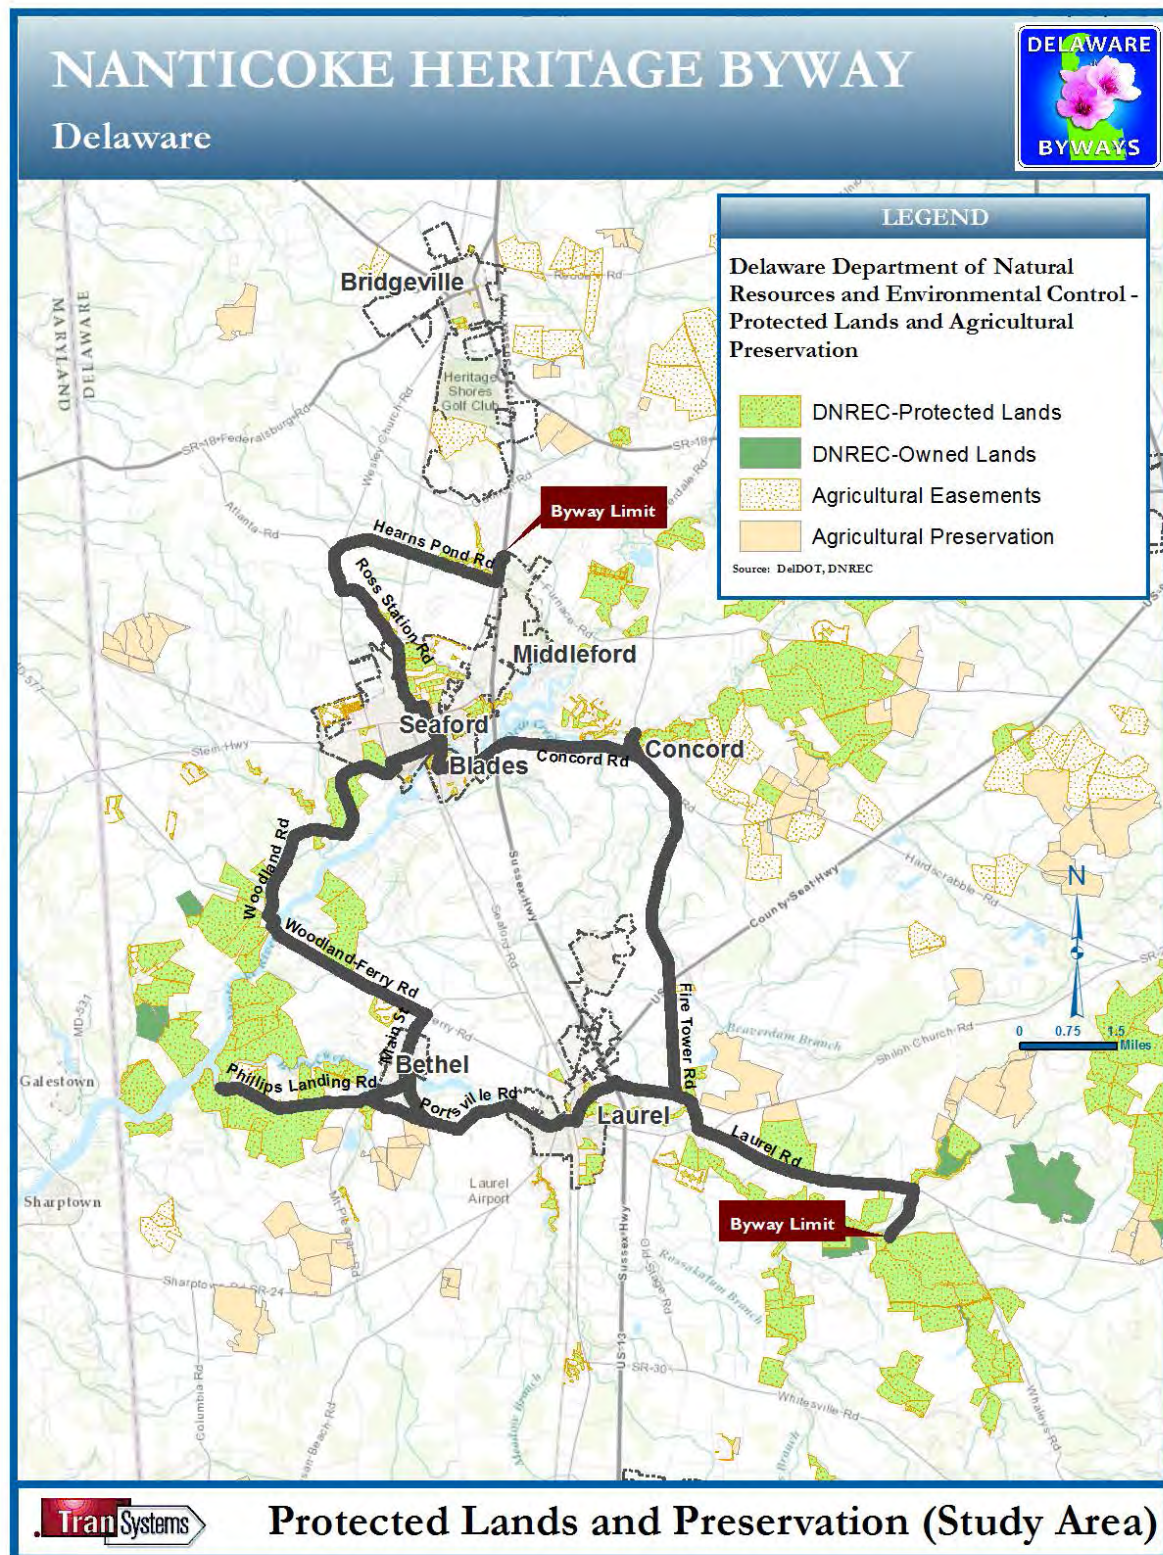 NANTICOKE HERITAGE BYWAY
Delaware
DELAWARE
BYWAYS
LEGEND
Delaware Department of Natural
Resources and Environmental Control -
Protected Lands and Agricultural
Preservation
DNREC-Protected Lands
DNREC-Owned Lands
Agricultural Easements
Agricultural Preservation
Source: DelDOT, DNREC
MARYLAND
DELAWARE
Bridgeville
Heritage
Shores
Golf Club
Wesley Church Rd
SR-18-Federalsburg-Rd
SR-18
Atlanta-Rd
Byway Limit
Hearns Pond Rd
Ross Station Rd
Furnace-Rd
Middleford
Seaford
Stein-Hwy
Blades
Concord Rd
Concord
Woodland Rd
Sussex-Hwy
Seaford-Rd
County-Seat-Hwy
Hardscrabble-Rd
N
Woodland-Ferry Rd
Main St
Fire Tower Rd
Beaverdam Branch
Shiloh-Church-Rd
0 0.75 1.5
Miles
MD-531
Galestown
Bethel
Phillips Landing Rd
Portsville Rd
Laurel
Laurel Rd
Laurel
Airport
Sharptown
Byway Limit
Sussex-Hwy
Old-Stage-Rd
Rossakatum Branch
SR-24
US-13
SR-30
Whitesville-Rd
Whaleys-Rd
Columbia-Rd
Meadow Branch
TranSystems
Protected Lands and Preservation (Study Area)